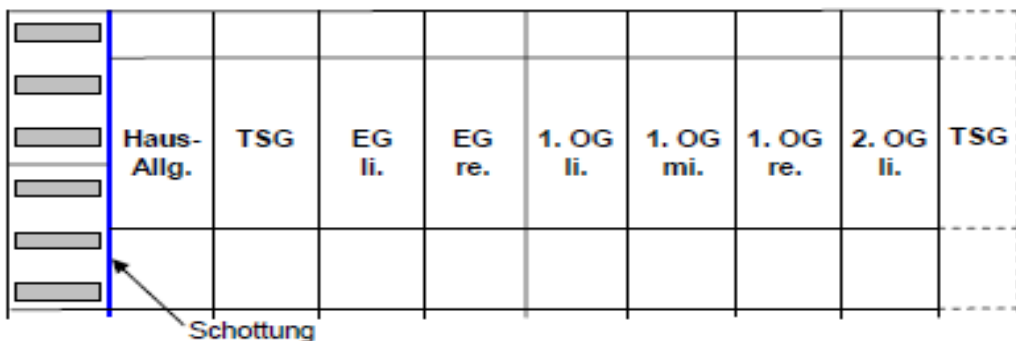 Haus- TSG EG EG 1. OG 1. OG 1. OG 2. OG TSG
Allg. li. re. li. mi. re. li.
Schottung